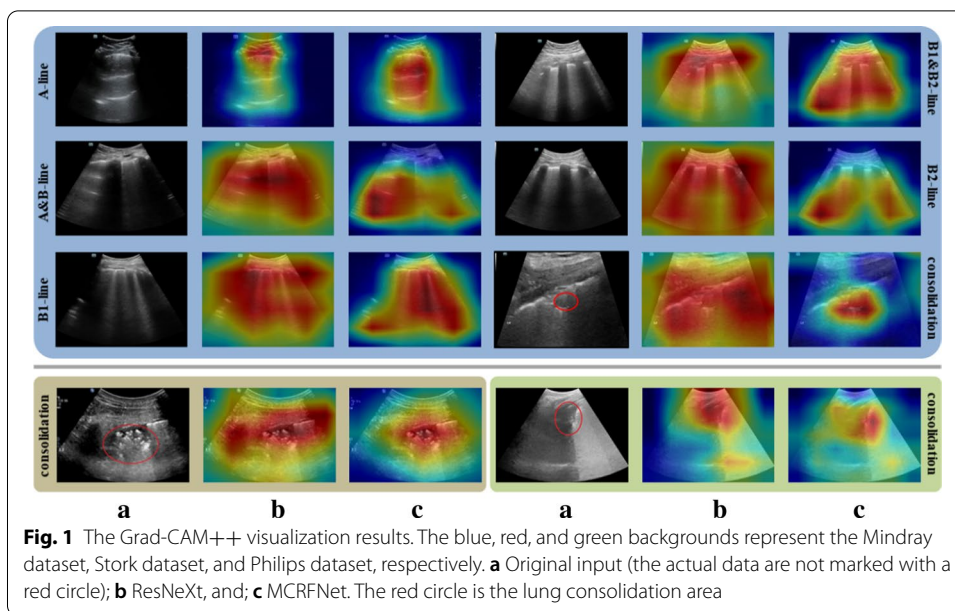 A-line
B1&B2-line
A&B-line
B2-line
B1-line
consolidation
consolidation
consolidation
a b c a b c
Fig. 1 The Grad-CAM++ visualization results. The blue, red, and green backgrounds represent the Mindray
dataset, Stork dataset, and Philips dataset, respectively. a Original input (the actual data are not marked with a
red circle); b ResNeXt, and; c MCRFNet. The red circle is the lung consolidation area